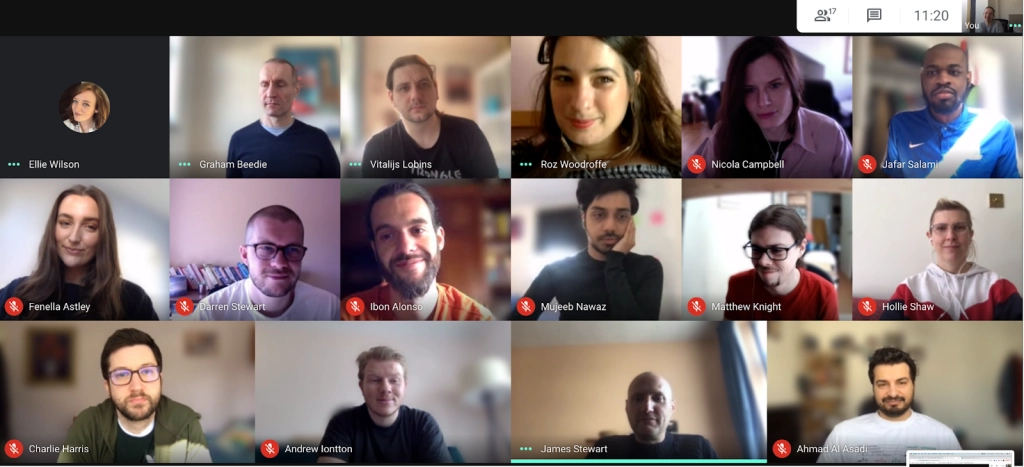 17
11:20
You
Ellie Wilson
Graham Beedie
Vitalijs Lobins
Roz Woodroffe
Nicola Campbell
Jafar Salami
Fenella Astley
Darren Stewart
Ibon Alonso
Mujeeb Nawaz
Matthew Knight
Hollie Shaw
Charlie Harris
Andrew Iontton
James Stewart
Ahmad Al Asadi